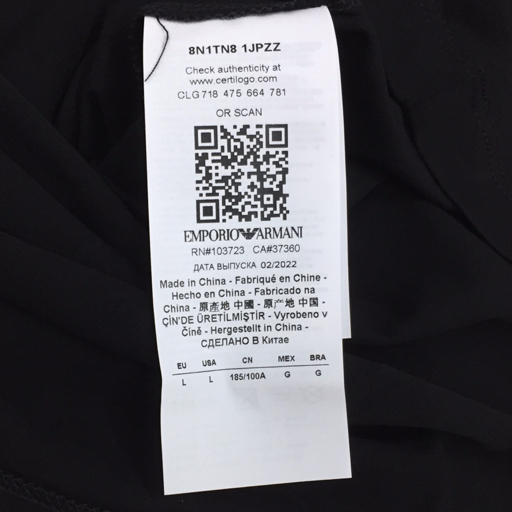 8N1TN8 1JPZZ
Check authenticity at
www.certilogo.com
CLG 718 475 664 781
OR SCAN
EMPORIO ARMANI
RN#103723 CA#37360
ДАТА ВЫПУСКА 02/2022
Made in China - Fabriqué en Chine -
Hecho en China - Fabricado na
China - 原產地 中國 - 原产地 中国 -
ÇİN'DE ÜRETİLMİŞTİR - Vyrobeno v
Číně - Hergestellt in China -
СДЕЛАНО В Китае
EU USA CN MEX BRA
L L 185/100A G G